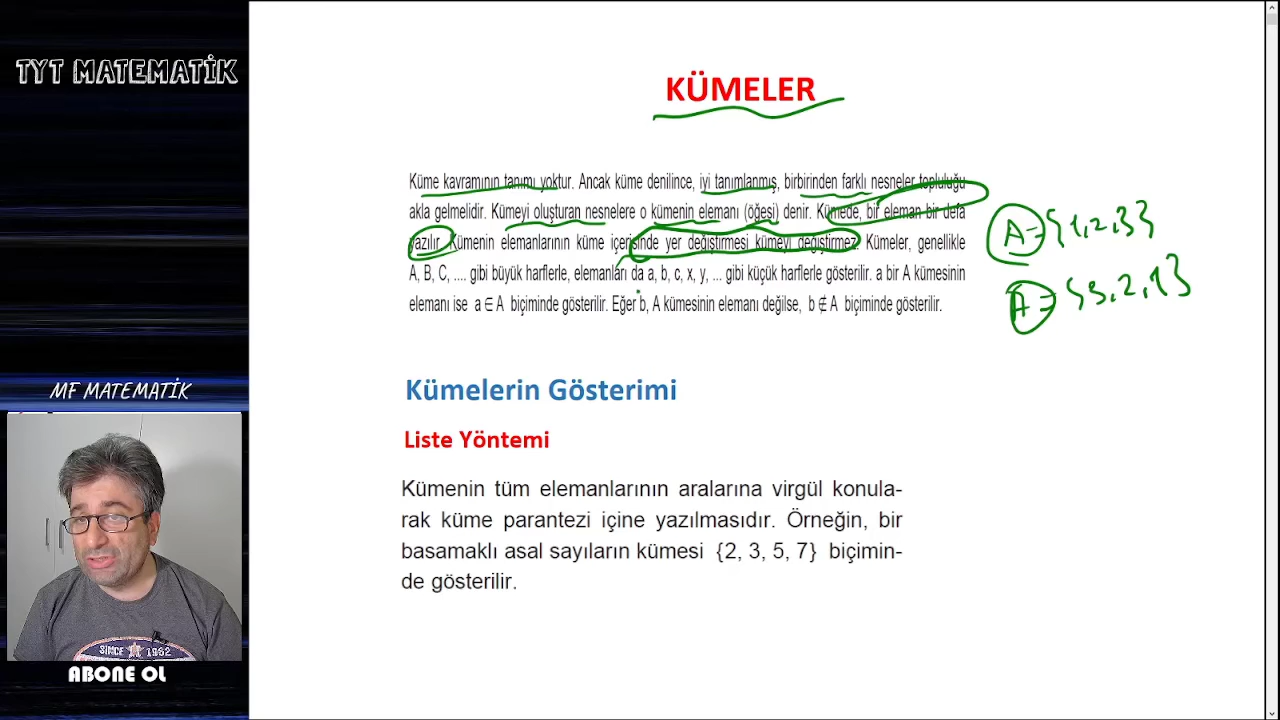 TYT MATEMATİK
KÜMELER
Küme kavramının tanımı yoktur. Ancak küme denilince, iyi tanımlanmış, birbirinden farklı nesneler topluluğu
akla gelmelidir. Kümeyi oluşturan nesnelere o kümenin elemanı (öğesi) denir. Kümede, bir eleman bir defa
yazılır. Kümenin elemanlarının küme içerisinde yer değiştirmesi kümeyi değiştirmez. Kümeler, genellikle
A, B, C, .... gibi büyük harflerle, elemanları da a, b, c, x, y, ... gibi küçük harflerle gösterilir. a bir A kümesinin
elemanı ise a ∈ A biçiminde gösterilir. Eğer b, A kümesinin elemanı değilse, b ∉ A biçiminde gösterilir.
A={1,2,3}
A={3,2,1}
Kümelerin Gösterimi
Liste Yöntemi
Kümenin tüm elemanlarının aralarına virgül konula-
rak küme parantezi içine yazılmasıdır. Örneğin, bir
basamaklı asal sayıların kümesi {2, 3, 5, 7} biçimin-
de gösterilir.
MF MATEMATİK
SINCE 1982
ABONE OL